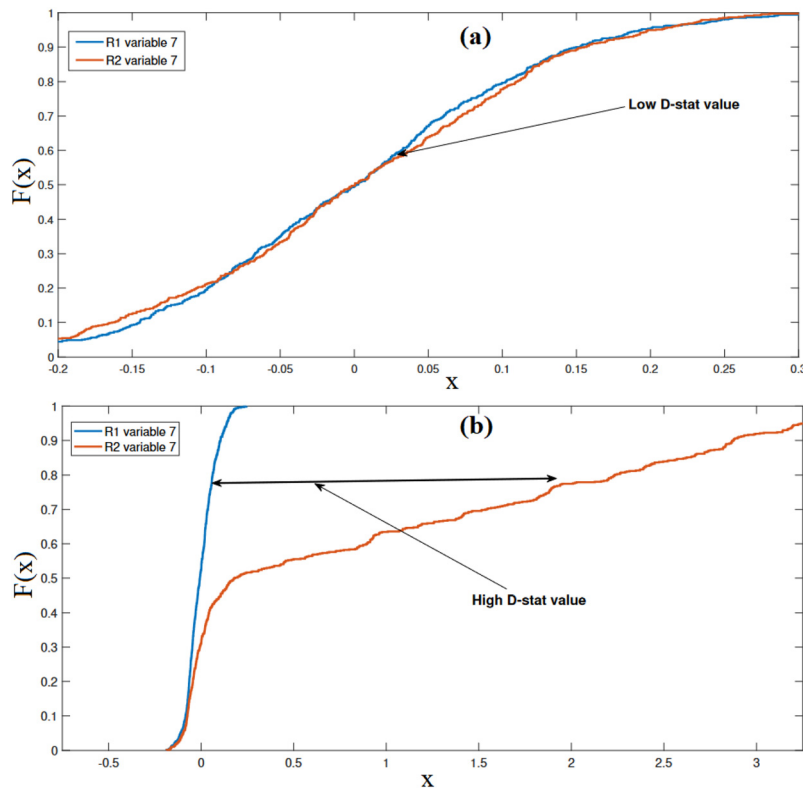 (a)
R1 variable 7
R2 variable 7
Low D-stat value
F(x)
1
0.9
0.8
0.7
0.6
0.5
0.4
0.3
0.2
0.1
0
-0.2 -0.15 -0.1 -0.05 0 0.05 0.1 0.15 0.2 0.25 0.3
x
(b)
R1 variable 7
R2 variable 7
High D-stat value
F(x)
1
0.9
0.8
0.7
0.6
0.5
0.4
0.3
0.2
0.1
0
-0.5 0 0.5 1 1.5 2 2.5 3
x